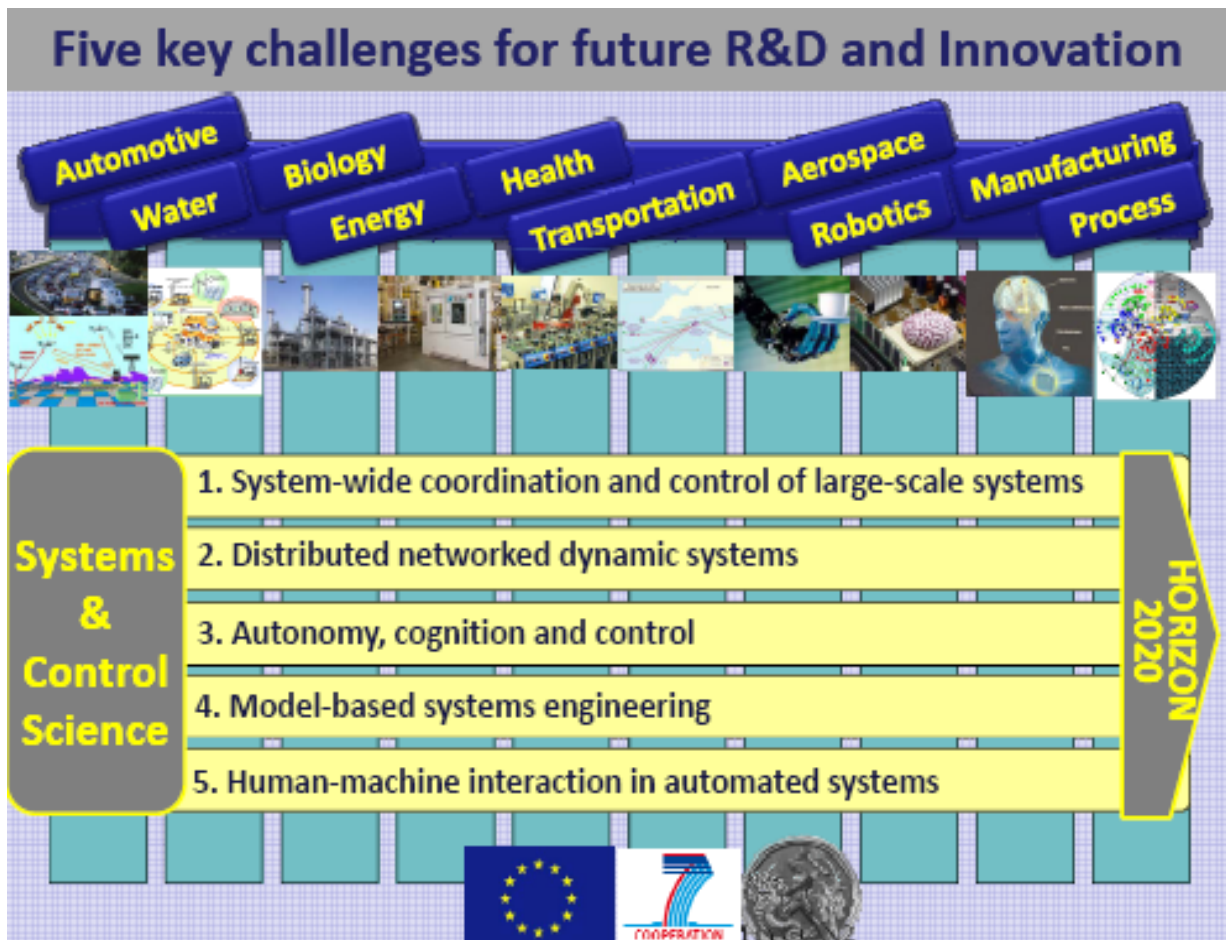 Five key challenges for future R&D and Innovation
Automotive
Water
Biology
Energy
Health
Transportation
Aerospace
Robotics
Manufacturing
Process
Systems
&
Control
Science
1. System-wide coordination and control of large-scale systems
2. Distributed networked dynamic systems
3. Autonomy, cognition and control
4. Model-based systems engineering
5. Human-machine interaction in automated systems
HORIZON
2020
7
COOPERATION